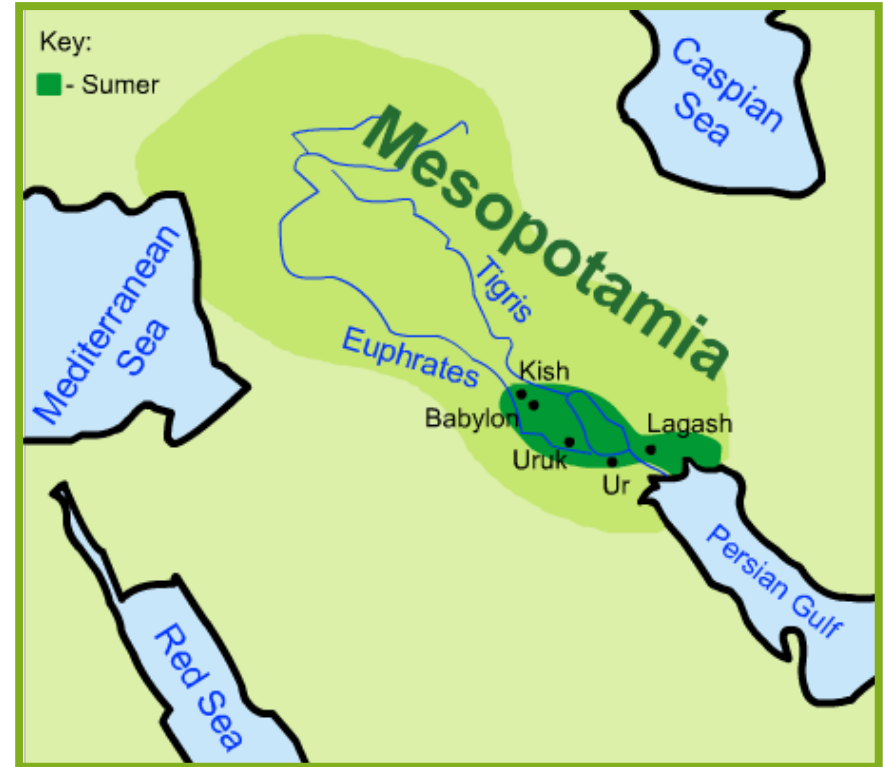 Key:
- Sumer
Caspian
Sea
Mesopotamia
Mediterranean
Sea
Tigris
Euphrates
Kish
Babylon
Lagash
Uruk
Ur
Persian Gulf
Red Sea